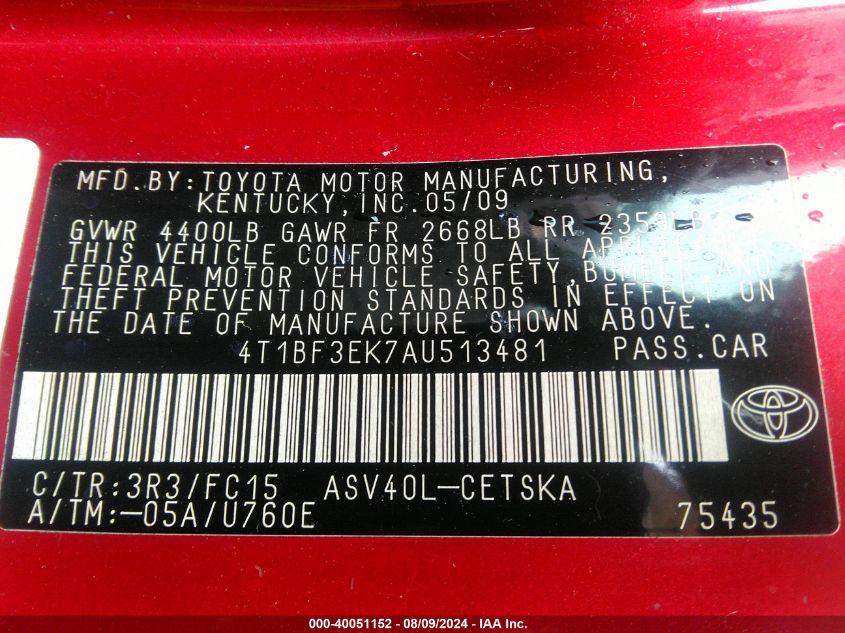 MFD.BY:TOYOTA MOTOR MANUFACTURING,
KENTUCKY,INC.05/09
GVWR 4400LB GAWR FR 2668LB RR
THIS VEHICLE CONFORMS TO ALL
FEDERAL MOTOR VEHICLE SAFETY,BUMPER AND
THEFT PREVENTION STANDARDS IN EFFECT ON
THE DATE OF MANUFACTURE SHOWN ABOVE.
4T1BF3EK7AU513481 PASS.CAR
C/TR:3R3/FC15 ASV40L-CETSKA
A/TM:-05A/U760E 75435
000-40051152 - 08/09/2024 - IAA Inc.